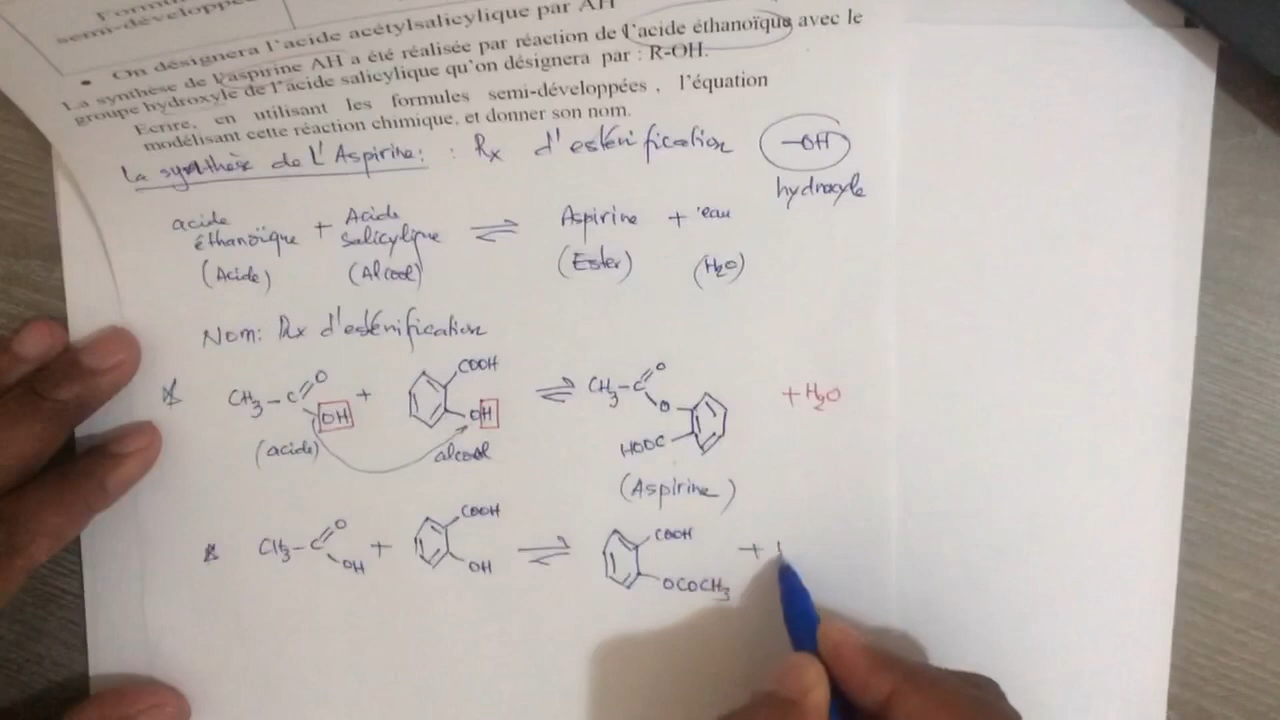 Formu
semi-développé
• On désignera l'acide acétylsalicylique par AH
La synthèse de l'aspirine AH a été réalisée par réaction de l'acide éthanoïque avec le
groupe hydroxyle de l'acide salicylique qu'on désignera par : R-OH.
Ecrire, en utilisant les formules semi-développées , l'équation
modélisant cette réaction chimique, et donner son nom.
La synthèse de L'Aspirine: : Rx d'estérification -OH
hydroxyle
acide éthanoïque + Acide salicylique ⇌ Aspirine + eau
(Acide) (Alcool) (Ester) (H2O)
Nom: Rx d'estérification
CH3-C O OH + COOH OH ⇌ CH3-C O O HOOC + H2O
(acide) alcool
(Aspirine)
CH3-C O OH + COOH OH ⇌ COOH OCOCH3 +